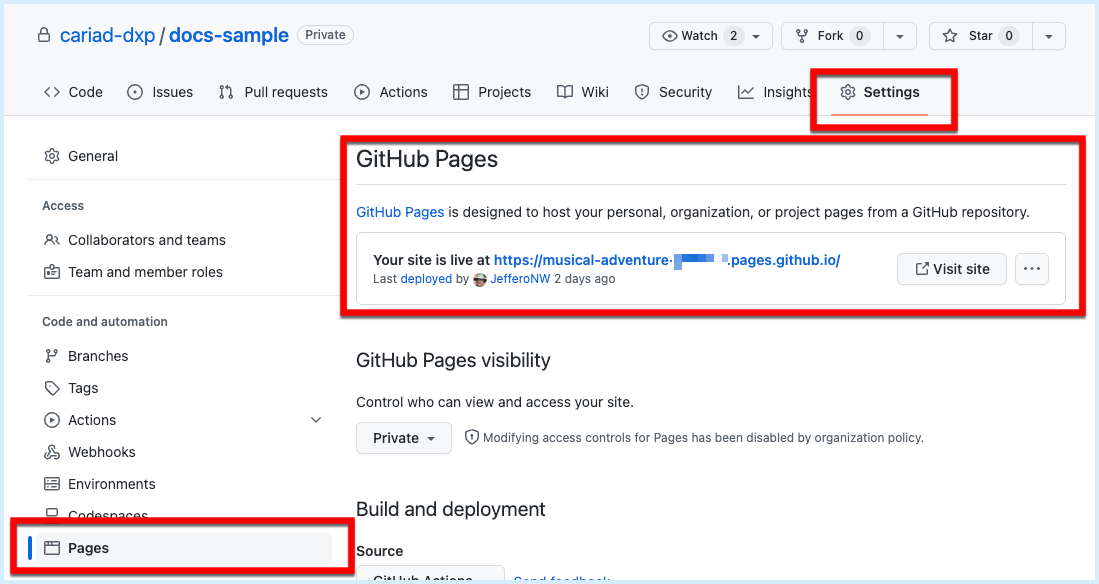 cariad-dxp / docs-sample Private
Watch 2 Fork 0 Star 0
Code Issues Pull requests Actions Projects Wiki Security Insights Settings
General
Access
Collaborators and teams
Team and member roles
Code and automation
Branches
Tags
Actions
Webhooks
Environments
Codespaces
Pages
GitHub Pages
GitHub Pages is designed to host your personal, organization, or project pages from a GitHub repository.
Your site is live at https://musical-adventure- .pages.github.io/
Last deployed by JefferoNW 2 days ago
Visit site
GitHub Pages visibility
Control who can view and access your site.
Private Modifying access controls for Pages has been disabled by organization policy.
Build and deployment
Source
GitHub Actions Send feedback